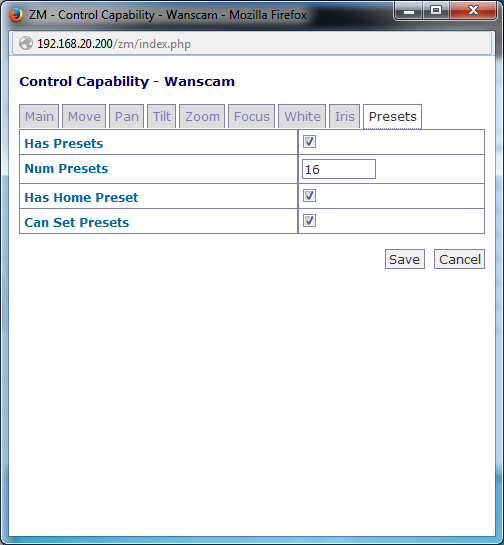 ZM - Control Capability - Wanscam - Mozilla Firefox
192.168.20.200/zm/index.php
Control Capability - Wanscam
Main Move Pan Tilt Zoom Focus White Iris Presets
Has Presets
Num Presets 16
Has Home Preset
Can Set Presets
Save Cancel